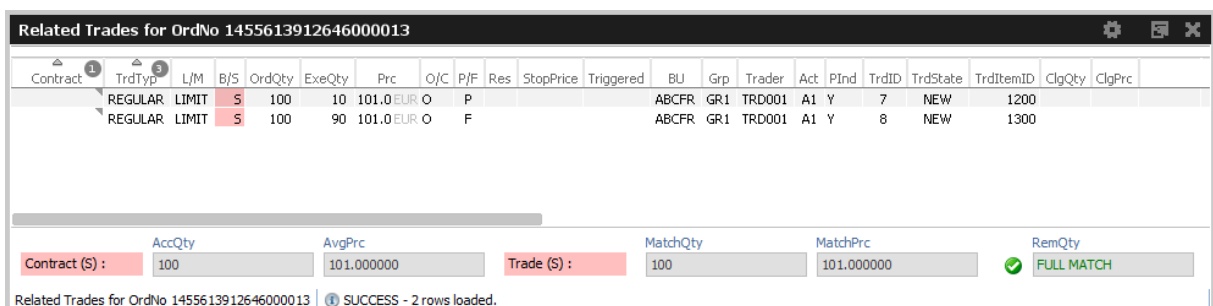 Related Trades for OrdNo 1455613912646000013
Contract 1 TrdTyp 3 L/M B/S OrdQty ExeQty Prc O/C P/F Res StopPrice Triggered BU Grp Trader Act PInd TrdID TrdState TrdItemID ClgQty ClgPrc
REGULAR LIMIT S 100 10 101.0 EUR O P ABCFR GR1 TRD001 A1 Y 7 NEW 1200
REGULAR LIMIT S 100 90 101.0 EUR O F ABCFR GR1 TRD001 A1 Y 8 NEW 1300
AccQty AvgPrc MatchQty MatchPrc RemQty
Contract (S) : 100 101.000000 Trade (S) : 100 101.000000 FULL MATCH
Related Trades for OrdNo 1455613912646000013 SUCCESS - 2 rows loaded.